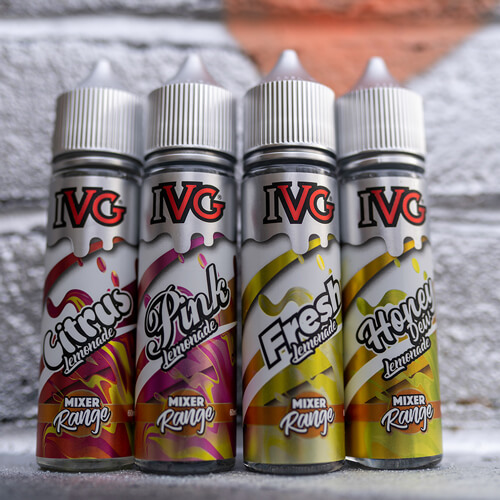 IVG
Citrus
Lemonade
MIXER
Range
IVG
Pink
Lemonade
MIXER
Range
IVG
Fresh
Lemonade
MIXER
Range
IVG
Honey
Dew
Lemonade
MIXER
Range